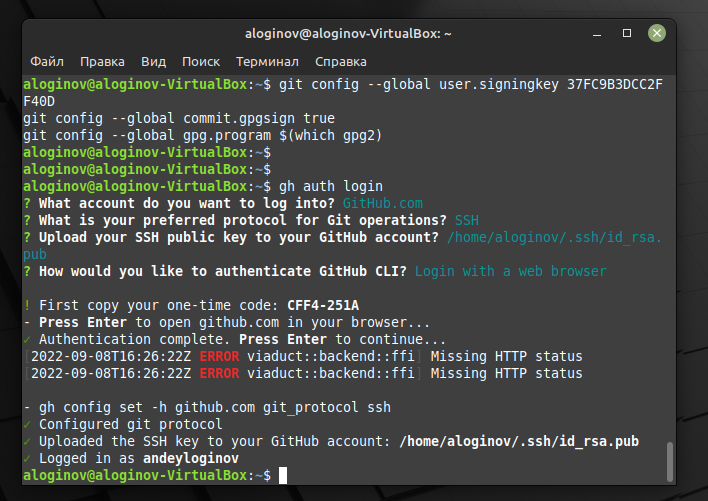 aloginov@aloginov-VirtualBox: ~
Файл Правка Вид Поиск Терминал Справка
aloginov@aloginov-VirtualBox:~$ git config --global user.signingkey 37FC9B3DCC2F
F40D
git config --global commit.gpgsign true
git config --global gpg.program $(which gpg2)
aloginov@aloginov-VirtualBox:~$
aloginov@aloginov-VirtualBox:~$
aloginov@aloginov-VirtualBox:~$ gh auth login
? What account do you want to log into? GitHub.com
? What is your preferred protocol for Git operations? SSH
? Upload your SSH public key to your GitHub account? /home/aloginov/.ssh/id_rsa.
pub
? How would you like to authenticate GitHub CLI? Login with a web browser
! First copy your one-time code: CFF4-251A
- Press Enter to open github.com in your browser...
✓ Authentication complete. Press Enter to continue...
[2022-09-08T16:26:22Z ERROR viaduct::backend::ffi] Missing HTTP status
[2022-09-08T16:26:22Z ERROR viaduct::backend::ffi] Missing HTTP status
- gh config set -h github.com git_protocol ssh
✓ Configured git protocol
✓ Uploaded the SSH key to your GitHub account: /home/aloginov/.ssh/id_rsa.pub
✓ Logged in as andeyloginov
aloginov@aloginov-VirtualBox:~$